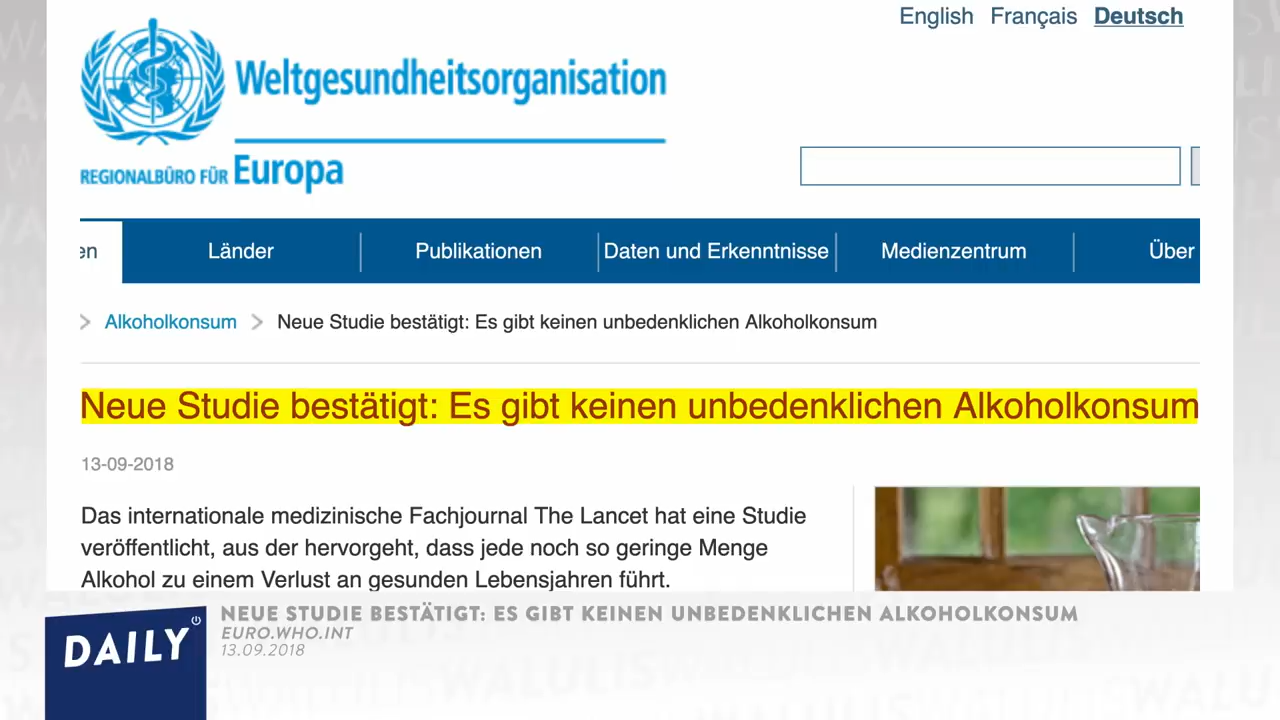 English Français Deutsch
Weltgesundheitsorganisation
REGIONALBÜRO FÜR Europa
en Länder Publikationen Daten und Erkenntnisse Medienzentrum Über
Alkoholkonsum Neue Studie bestätigt: Es gibt keinen unbedenklichen Alkoholkonsum
Neue Studie bestätigt: Es gibt keinen unbedenklichen Alkoholkonsum
13-09-2018
Das internationale medizinische Fachjournal The Lancet hat eine Studie
veröffentlicht, aus der hervorgeht, dass jede noch so geringe Menge
Alkohol zu einem Verlust an gesunden Lebensjahren führt.
DAILY
NEUE STUDIE BESTÄTIGT: ES GIBT KEINEN UNBEDENKLICHEN ALKOHOLKONSUM
EURO.WHO.INT
13.09.2018
WALULIS